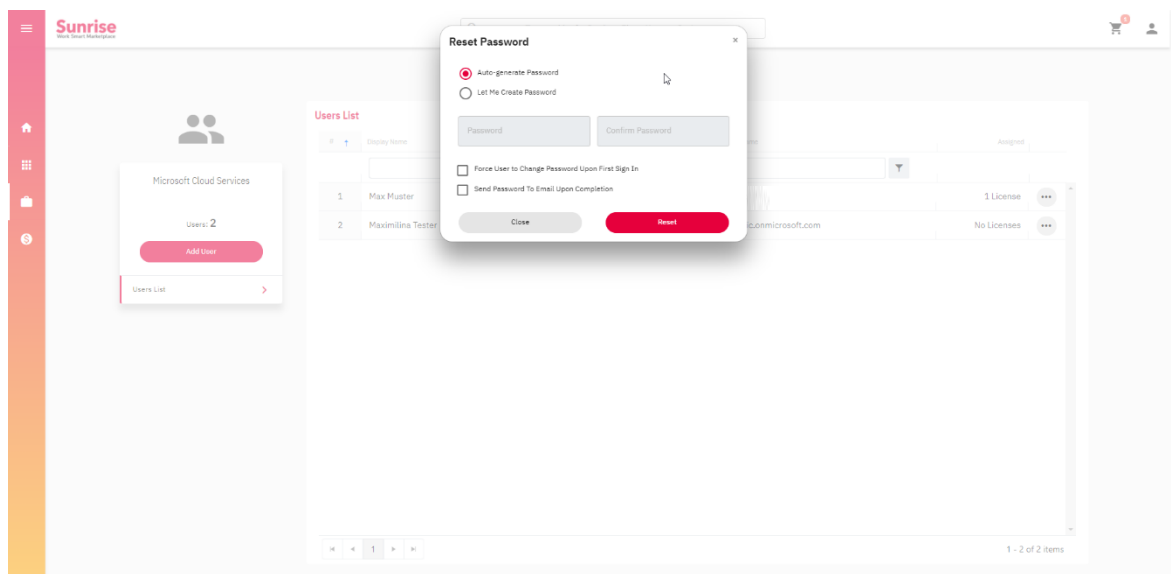 Sunrise
Work Smart Marketplace
1
Reset Password
×
Auto-generate Password
Let Me Create Password
Password
Confirm Password
Force User to Change Password Upon First Sign In
Send Password To Email Upon Completion
Close
Reset
Microsoft Cloud Services
Users: 2
Add User
Users List
Users List
# Display Name Assigned
1 Max Muster 1 License
2 Maximilina Tester c.onmicrosoft.com No Licenses
1
1 - 2 of 2 items